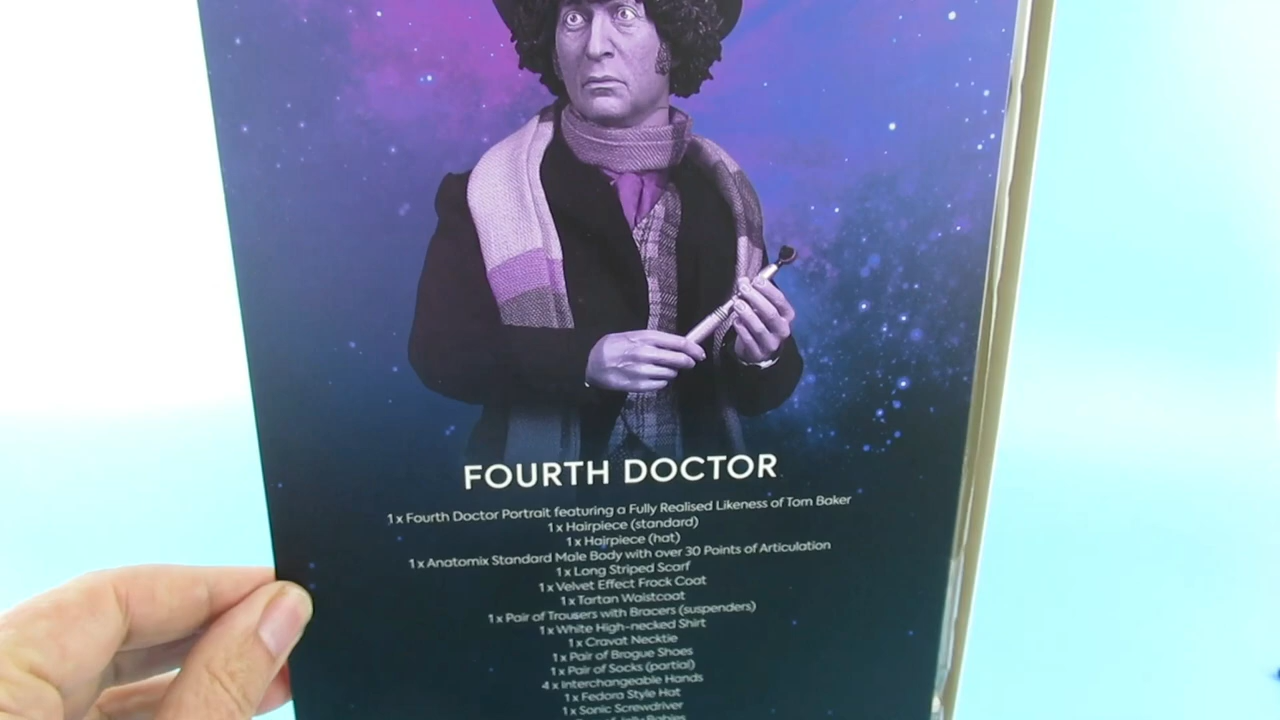 FOURTH DOCTOR
1 x Fourth Doctor Portrait featuring a Fully Realised Likeness of Tom Baker
1 x Hairpiece (standard)
1 x Hairpiece (hat)
1 x Anatomix Standard Male Body with over 30 Points of Articulation
1 x Long Striped Scarf
1 x Velvet Effect Frock Coat
1 x Tartan Waistcoat
1 x Pair of Trousers with Bracers (suspenders)
1 x White High-necked Shirt
1 x Cravat Necktie
1 x Pair of Brogue Shoes
1 x Pair of Socks (partial)
4 x Interchangeable Hands
1 x Fedora Style Hat
1 x Sonic Screwdriver
Jelly Babies